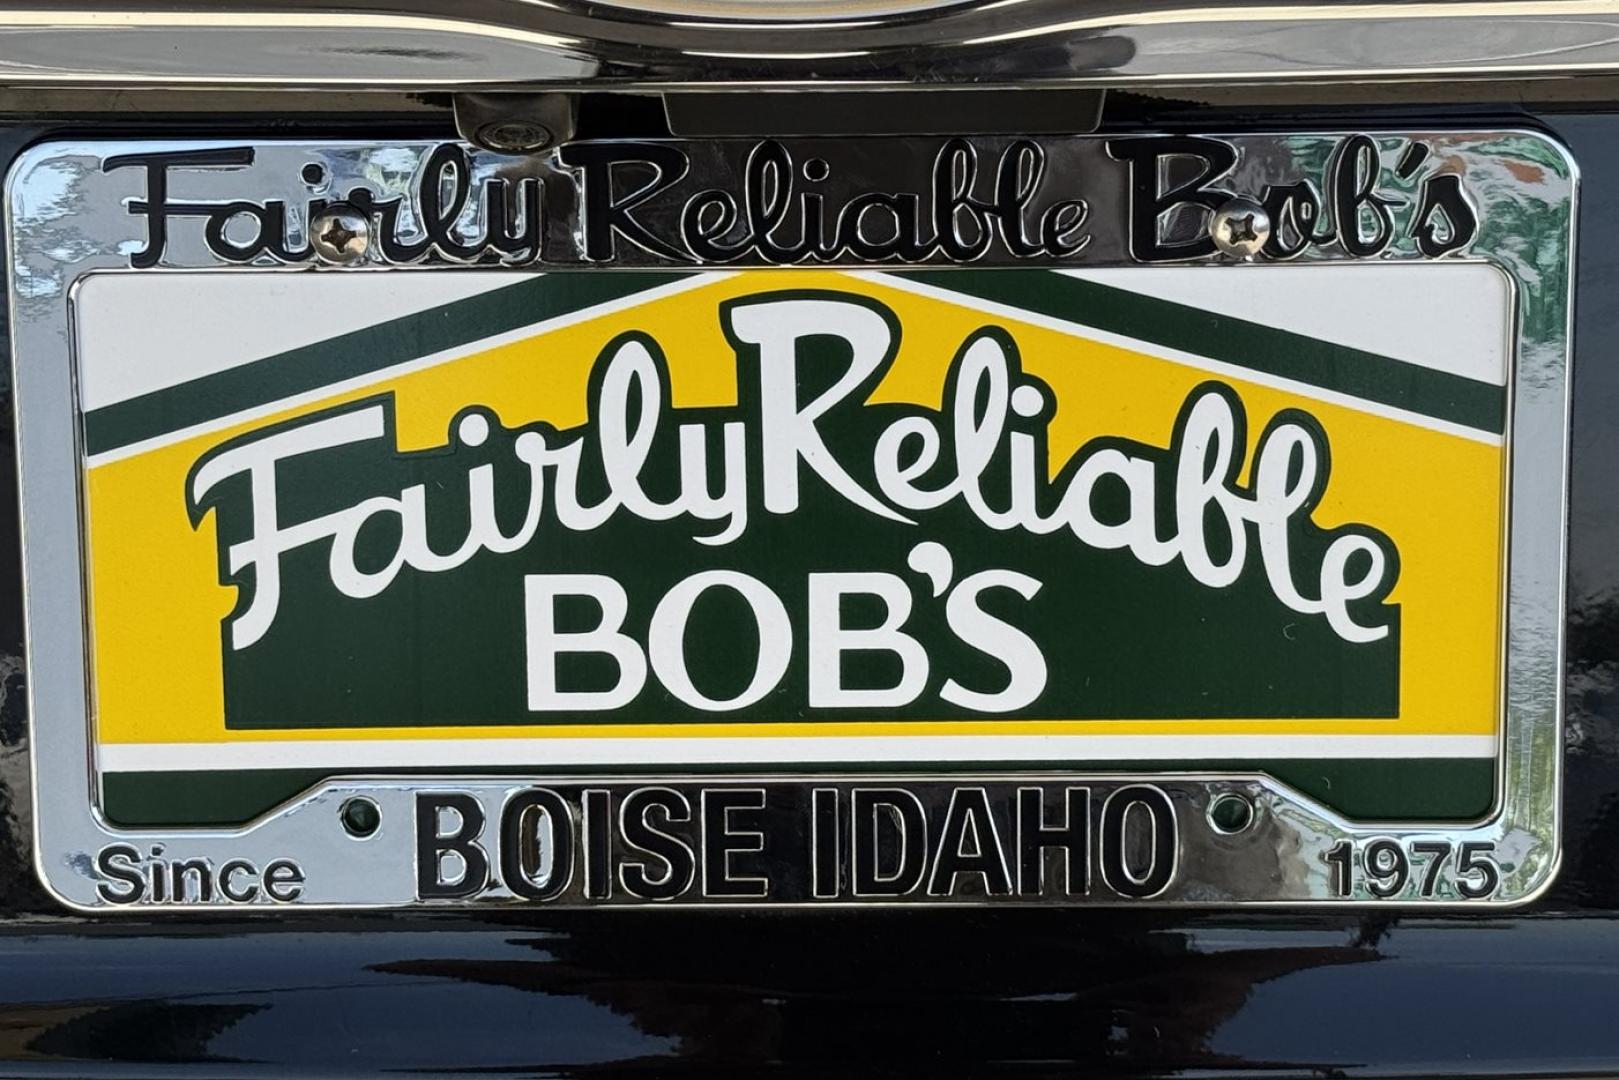 Fairly Reliable Bob's
Fairly Reliable
BOB'S
Since BOISE IDAHO 1975